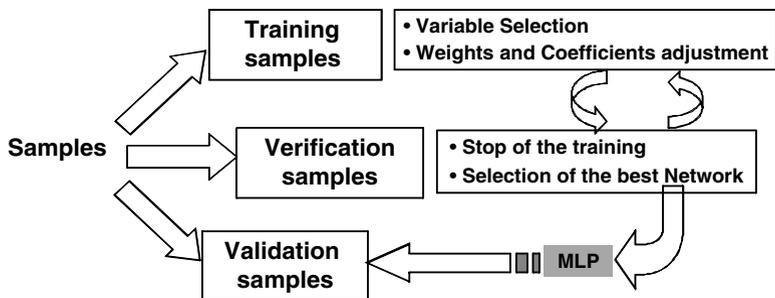 Training
samples
• Variable Selection
• Weights and Coefficients adjustment
Samples
Verification
samples
• Stop of the training
• Selection of the best Network
Validation
samples
MLP